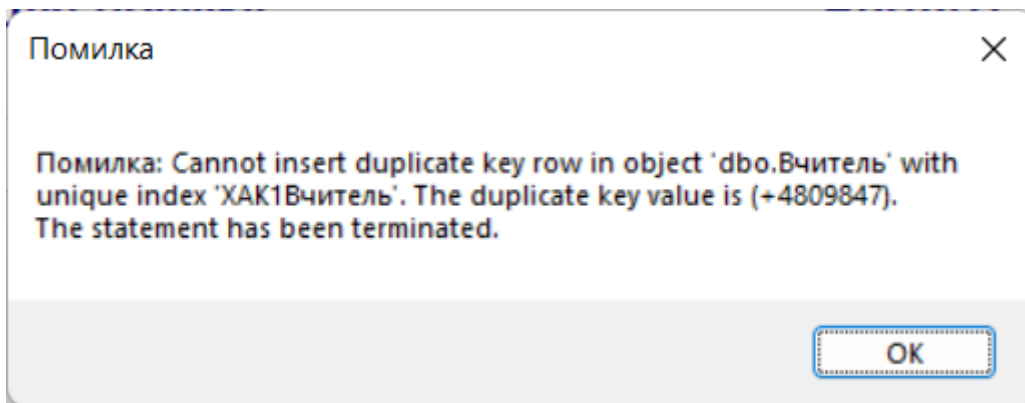 Помилка
Помилка: Cannot insert duplicate key row in object 'dbo.Вчитель' with
unique index 'ХАК1Вчитель'. The duplicate key value is (+4809847).
The statement has been terminated.
OK